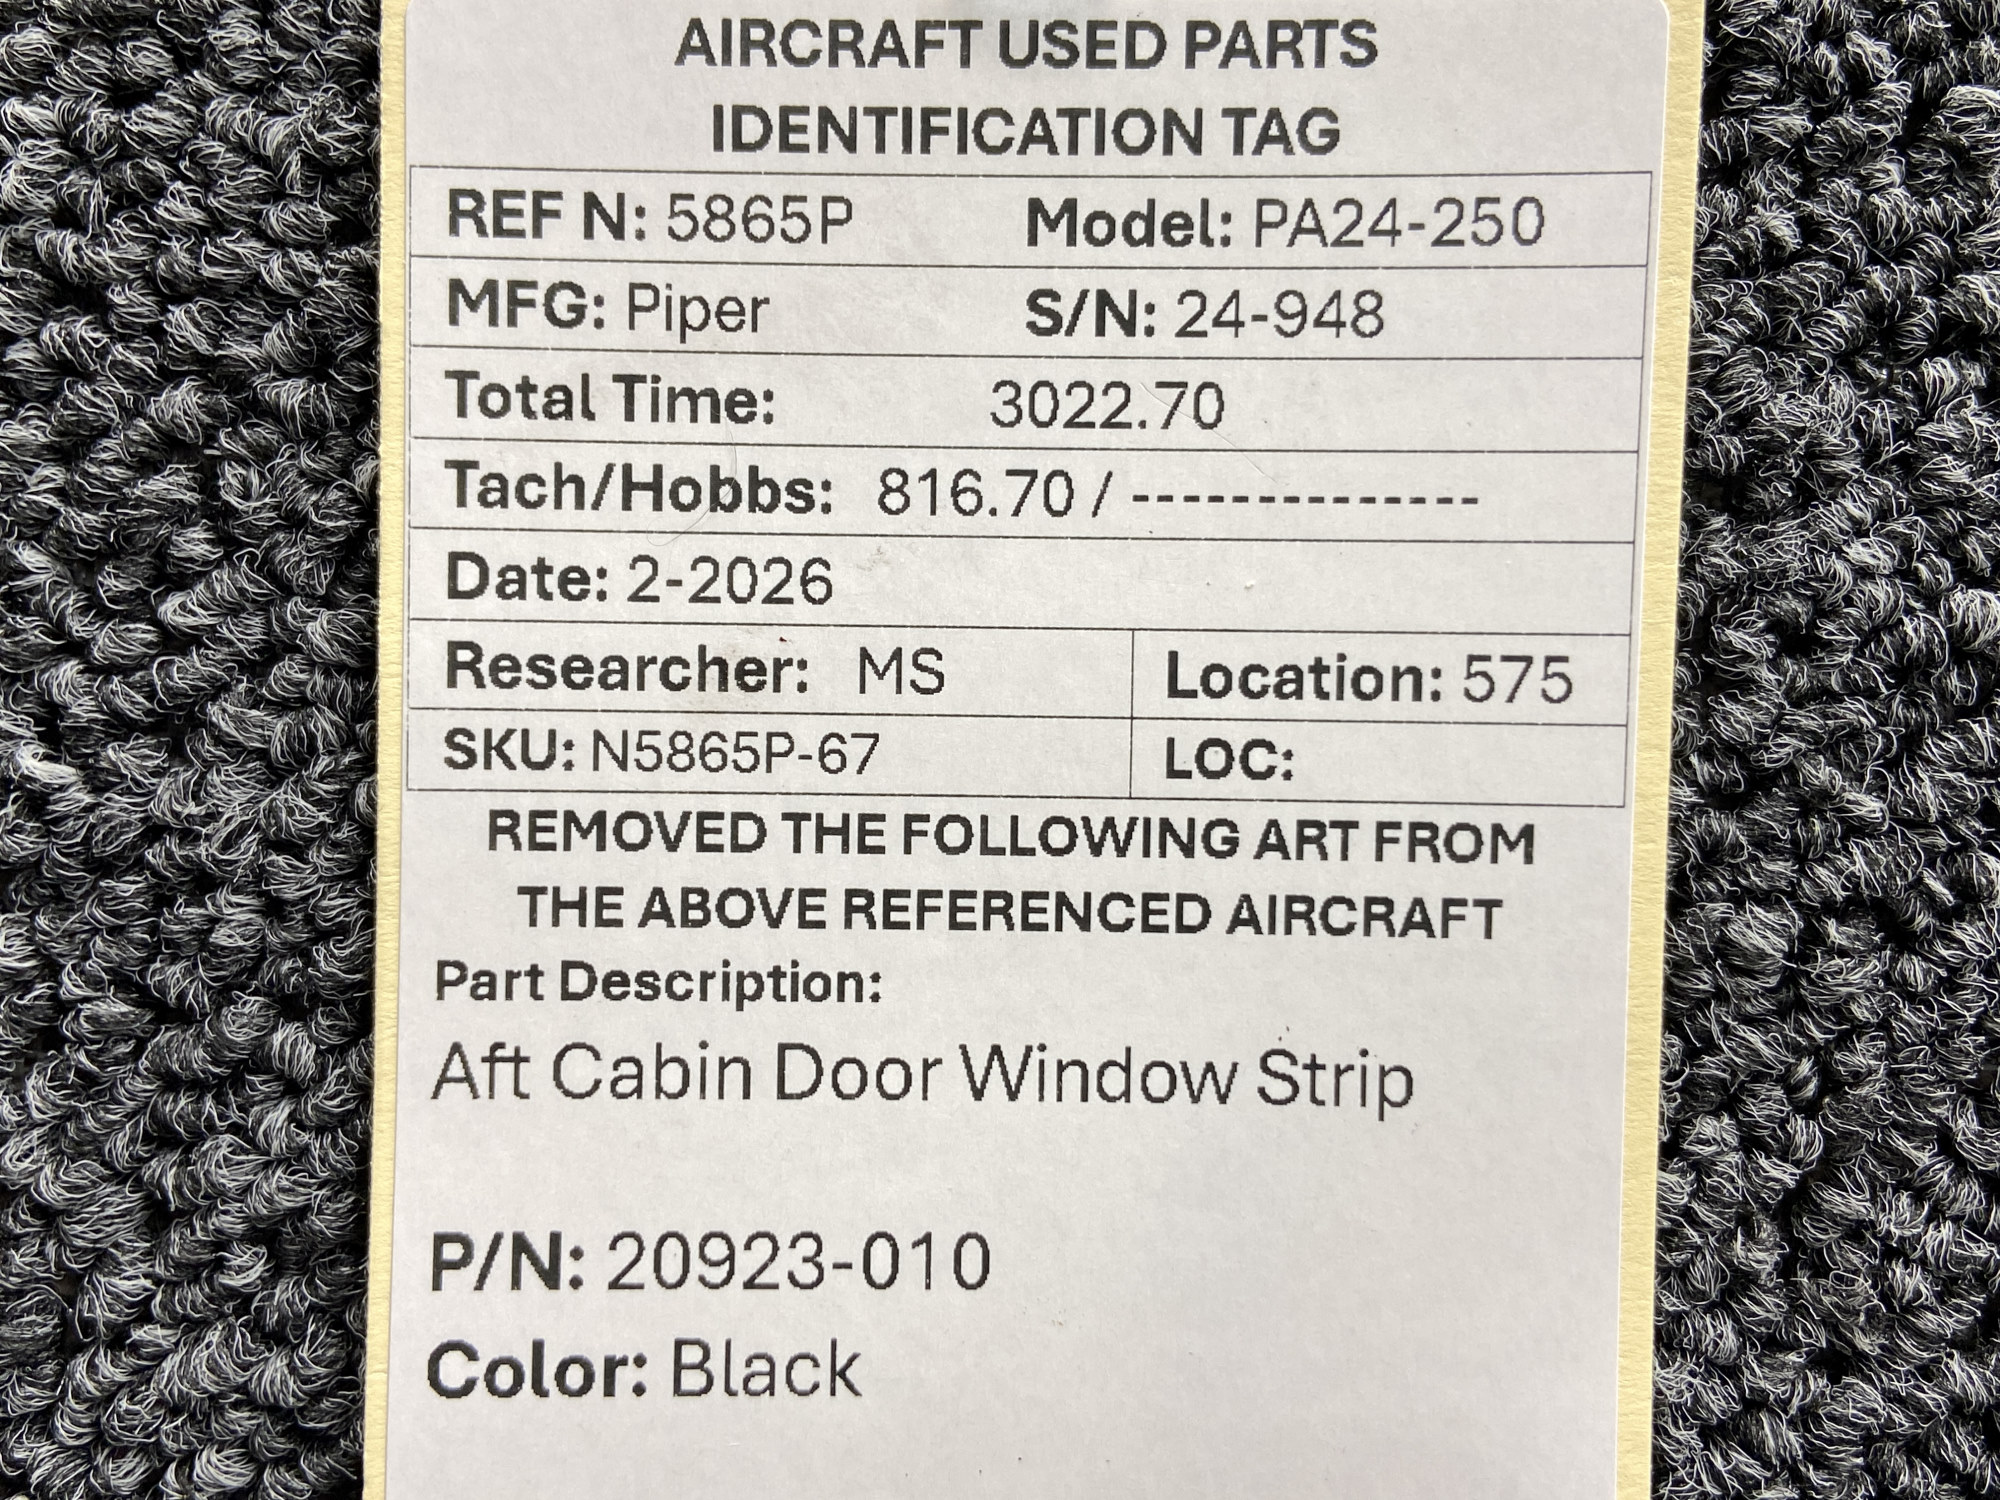 AIRCRAFT USED PARTS
IDENTIFICATION TAG
REF N: 5865P Model: PA24-250
MFG: Piper S/N: 24-948
Total Time: 3022.70
Tach/Hobbs: 816.70 / --------------
Date: 2-2026
Researcher: MS Location: 575
SKU: N5865P-67 LOC:
REMOVED THE FOLLOWING ART FROM
THE ABOVE REFERENCED AIRCRAFT
Part Description:
Aft Cabin Door Window Strip
P/N: 20923-010
Color: Black